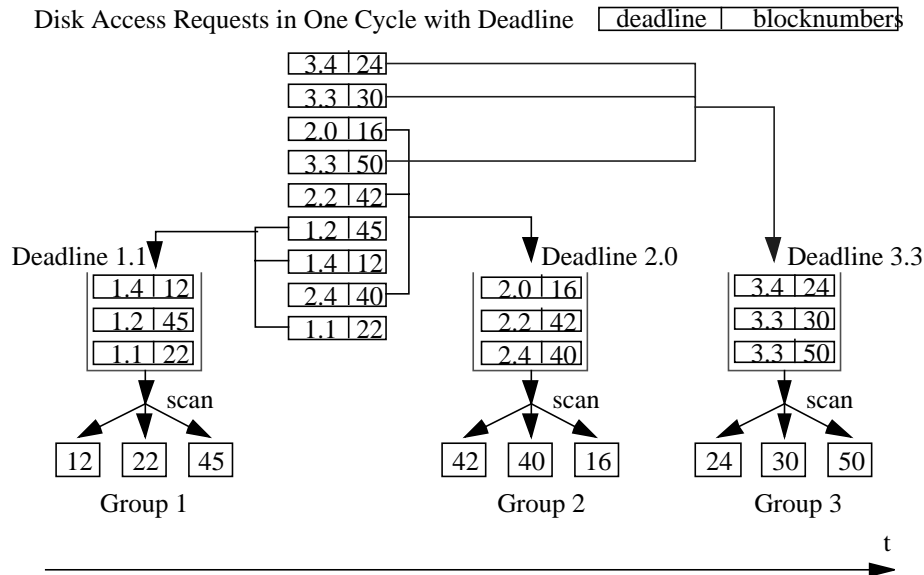 Disk Access Requests in One Cycle with Deadline deadline blocknumbers
3.4 24
3.3 30
2.0 16
3.3 50
2.2 42
1.2 45
1.4 12
2.4 40
1.1 22
Deadline 1.1
1.4 12
1.2 45
1.1 22
scan
12 22 45
Group 1
Deadline 2.0
2.0 16
2.2 42
2.4 40
scan
42 40 16
Group 2
Deadline 3.3
3.4 24
3.3 30
3.3 50
scan
24 30 50
Group 3
t